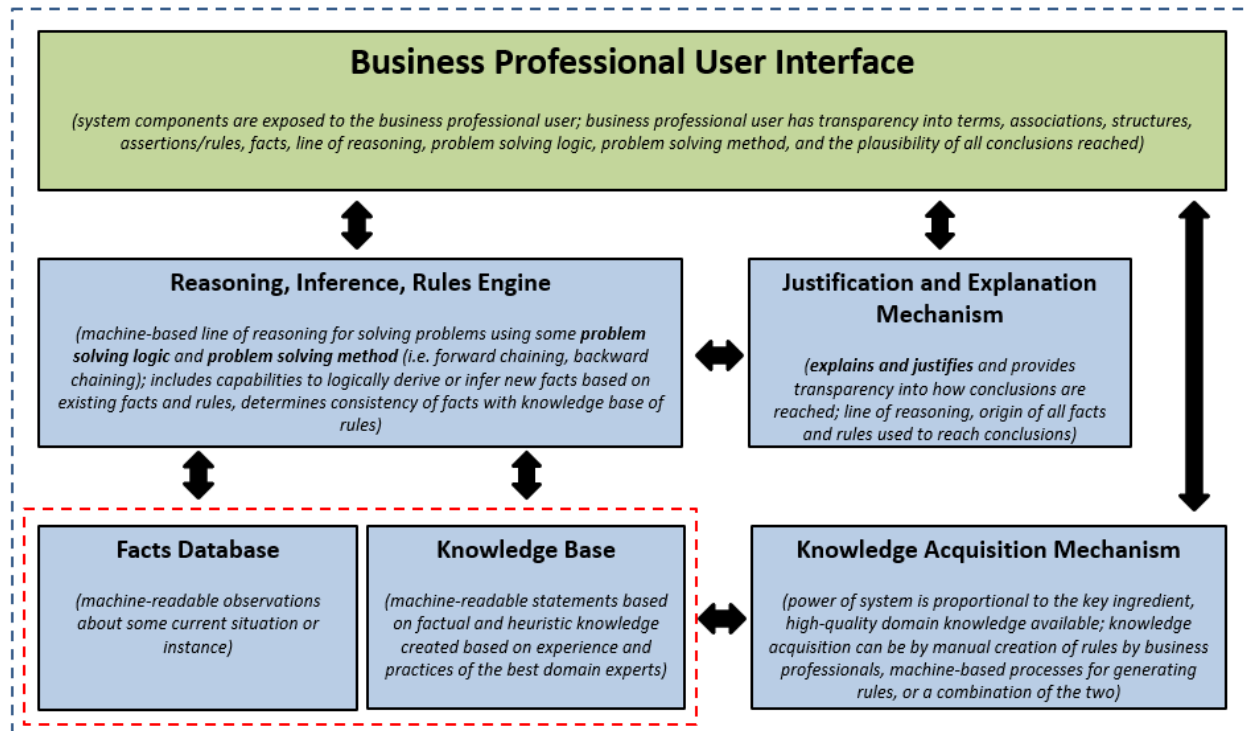 Business Professional User Interface
(system components are exposed to the business professional user; business professional user has transparency into terms, associations, structures,
assertions/rules, facts, line of reasoning, problem solving logic, problem solving method, and the plausibility of all conclusions reached)
Reasoning, Inference, Rules Engine
(machine-based line of reasoning for solving problems using some problem
solving logic and problem solving method (i.e. forward chaining, backward
chaining); includes capabilities to logically derive or infer new facts based on
existing facts and rules, determines consistency of facts with knowledge base of
rules)
Justification and Explanation
Mechanism
(explains and justifies and provides
transparency into how conclusions are
reached; line of reasoning, origin of all facts
and rules used to reach conclusions)
Facts Database
(machine-readable observations
about some current situation or
instance)
Knowledge Base
(machine-readable statements based
on factual and heuristic knowledge
created based on experience and
practices of the best domain experts)
Knowledge Acquisition Mechanism
(power of system is proportional to the key ingredient,
high-quality domain knowledge available; knowledge
acquisition can be by manual creation of rules by business
professionals, machine-based processes for generating
rules, or a combination of the two)